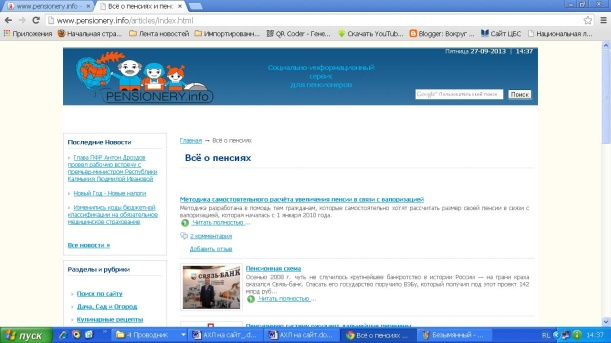 www.pensionery.info -
Всё о пенсиях и пенс
www.pensionery.info/articles/index.html
Приложения
Начальная стра...
Лента новостей
Импортированн...
QR Coder - Гене...
Скачать YouTub...
Blogger: Вокруг ...
Сайт ЦБС
Национальная л...
Пятница 27-09-2013 | 14:37
Социально-информационный
сервис
для пенсионеров
PENSIONERY.info
Поиск
Последние Новости
Глава ПФР Антон Дроздов
провел рабочую встречу с
премьер-министром Республики
Калмыкия Людмилой Ивановой
Новый Год - Новые налоги
Изменились коды бюджетной
классификации на обязательное
медицинское страхование
Все новости »
Разделы и рубрики
Поиск по сайту
Дача, Сад и Огород
Кулинарные рецепты
Главная → Всё о пенсиях
Всё о пенсиях
Методика самостоятельного расчёта увеличения пенсии в связи с валоризацией
Методика разработана в помощь тем гражданам, которые самостоятельно хотят рассчитать размер своей пенсии в связи с
валоризацией, которая началась с 1 января 2010 года.
Читать полностью ...
2 комментария
Добавить отзыв
СВЯЗЬ-БАНК
Пенсионная схема
Осенью 2008 г. чуть не случилось крупнейшее банкротство в истории России — на грани краха
оказался Связь-банк. Спасать его государство поручило ВЭБу, который получил под этот проект 142
млрд руб...
Читать полностью ...
пуск
4 Проводник
АХЛ на сайт_.d...
АХЛ на сайт.do...
Всё о пенсиях и...
Безымянный - ...
RU
14:37